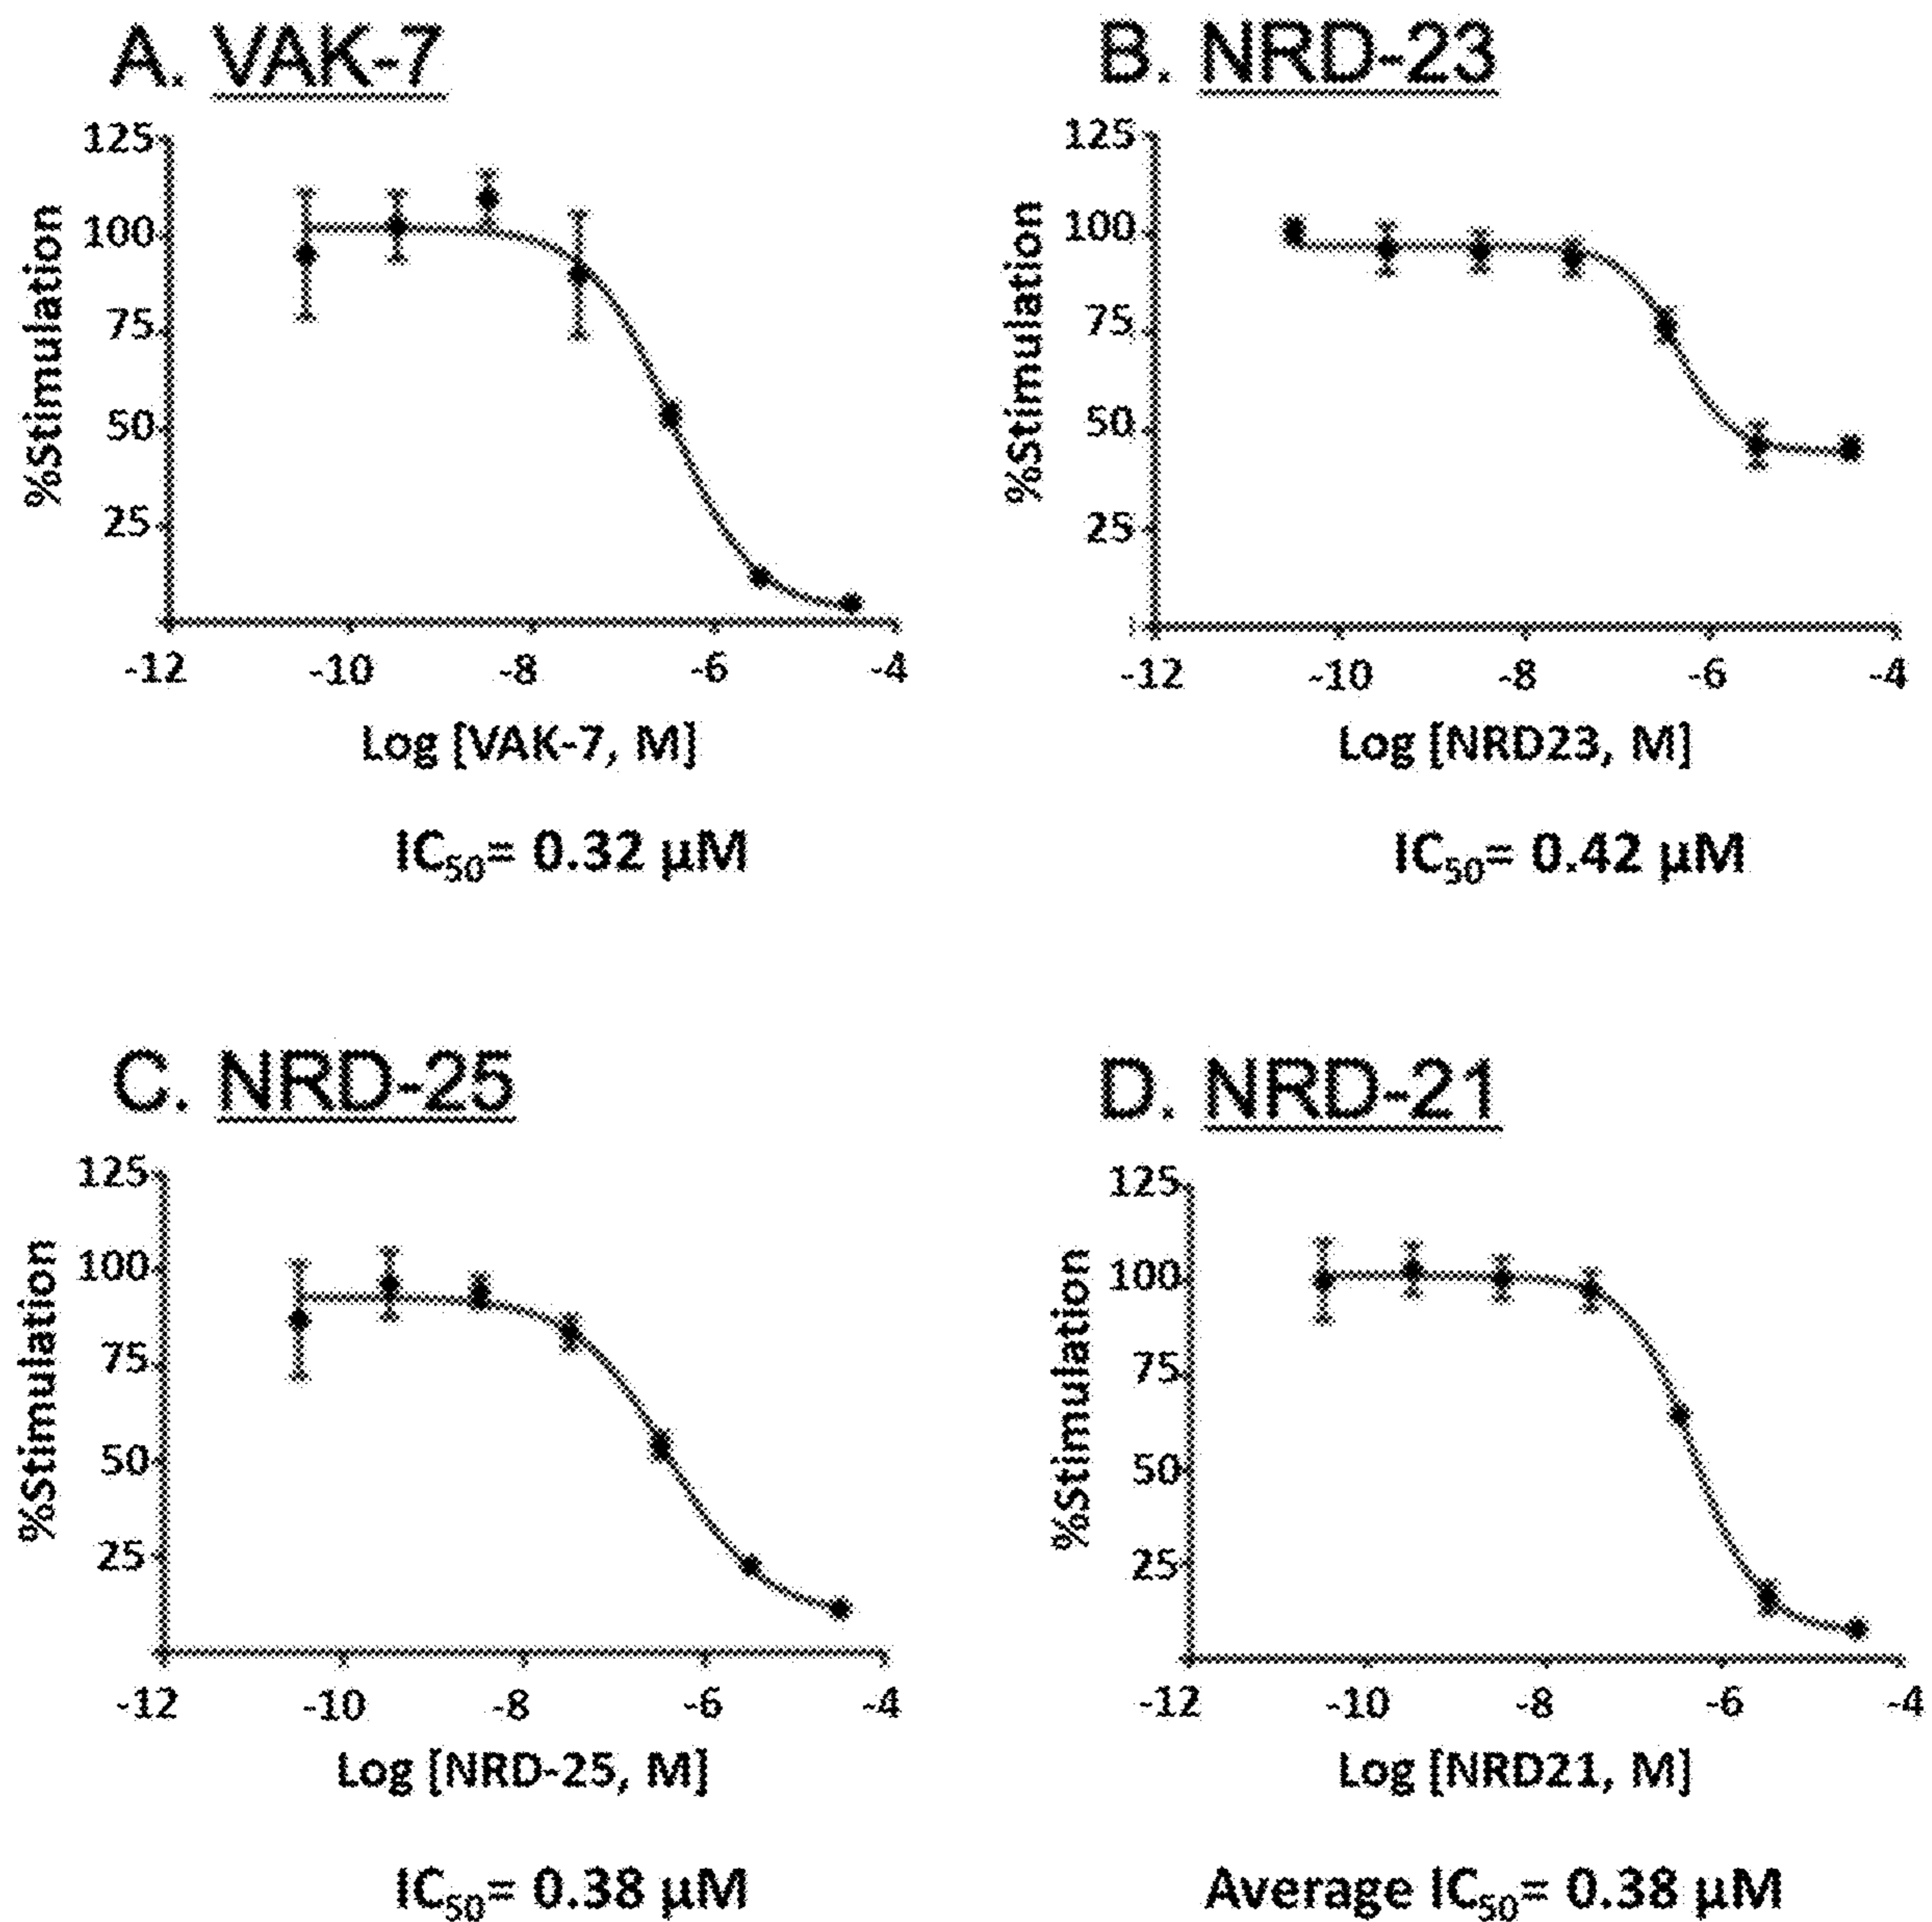 A. VAK-7
125
100
75
50
25
%Stimulation
-12 -10 -8 -6 -4
Log [VAK-7, M]
IC50= 0.32 µM
B. NRD-23
125
100
75
50
25
%Stimulation
-12 -10 -8 -6 -4
Log [NRD23, M]
IC50= 0.42 µM
C. NRD-25
125
100
75
50
25
%Stimulation
-12 -10 -8 -6 -4
Log [NRD-25, M]
IC50= 0.38 µM
D. NRD-21
125
100
75
50
25
%Stimulation
-12 -10 -8 -6 -4
Log [NRD21, M]
Average IC50= 0.38 µM